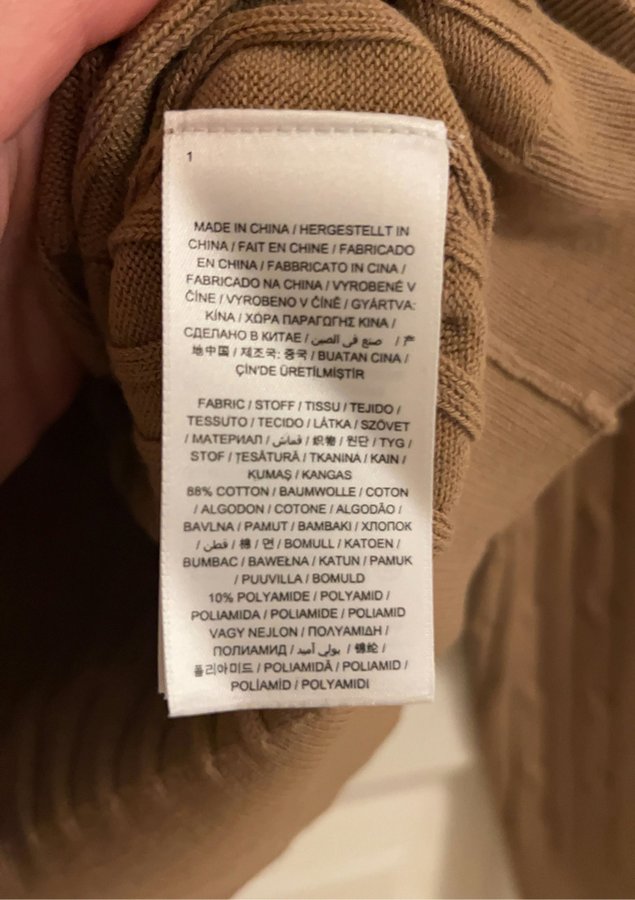 1
MADE IN CHINA / HERGESTELLT IN
CHINA / FAIT EN CHINE / FABRICADO
EN CHINA / FABBRICATO IN CINA /
FABRICADO NA CHINA / VYROBENÉ V
ČÍNE / VYROBENO V ČÍNĚ / GYÁRTVA:
KÍNA / ΧΩΡΑ ΠΑΡΑΓΩΓΗΣ ΚΙΝΑ /
СДЕЛАНО В КИТАЕ / صنع في الصين / 产
地中国 / 제조국: 중국 / BUATAN CINA /
ÇİN'DE ÜRETİLMİŞTİR
FABRIC / STOFF / TISSU / TEJIDO /
TESSUTO / TECIDO / LÁTKA / SZÖVET
/ МАТЕРИАЛ / قماش / 织物 / 원단 / TYG /
STOF / ȚESĂTURĂ / TKANINA / KAIN /
KUMAŞ / KANGAS
88% COTTON / BAUMWOLLE / COTON
/ ALGODON / COTONE / ALGODÃO /
BAVLNA / PAMUT / BAMBAKI / ХЛОПОК
/ قطن / 棉 / 면 / BOMULL / KATOEN /
BUMBAC / BAWEŁNA / KATUN / PAMUK
/ PUUVILLA / BOMULD
10% POLYAMIDE / POLYAMID /
POLIAMIDA / POLIAMIDE / POLIAMID
VAGY NEJLON / ΠΟΛΥΑΜΙΔΗ /
ПОЛИАМИД / بولي أميد / 锦纶 /
폴리아미드 / POLIAMIDĂ / POLIAMID /
POLÍAMÍD / POLYAMIDI